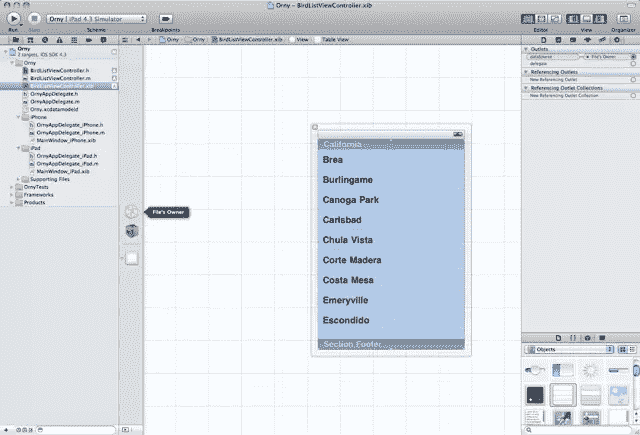 Orny – BirdListViewController.xib
Orny | iPad 4.3 Simulator
Run
Stop
Scheme
Breakpoints
Editor
View
Organizer
Orny
2 targets, iOS SDK 4.3
Orny
BirdListViewController.h
BirdListViewController.m
BirdListViewController.xib
OrnyAppDelegate.h
OrnyAppDelegate.m
Orny.xcdatamodeld
iPhone
OrnyAppDelegate_iPhone.h
OrnyAppDelegate_iPhone.m
MainWindow_iPhone.xib
iPad
OrnyAppDelegate_iPad.h
OrnyAppDelegate_iPad.m
MainWindow_iPad.xib
Supporting Files
OrnyTests
Frameworks
Products
Orny
Orny
BirdListViewController.xib
View
Table View
File's Owner
California
Brea
Burlingame
Canoga Park
Carlsbad
Chula Vista
Corte Madera
Costa Mesa
Emeryville
Escondido
Section Footer
Outlets
dataSource
File's Owner
delegate
Referencing Outlets
New Referencing Outlet
Referencing Outlet Collections
New Referencing Outlet Collection
Objects